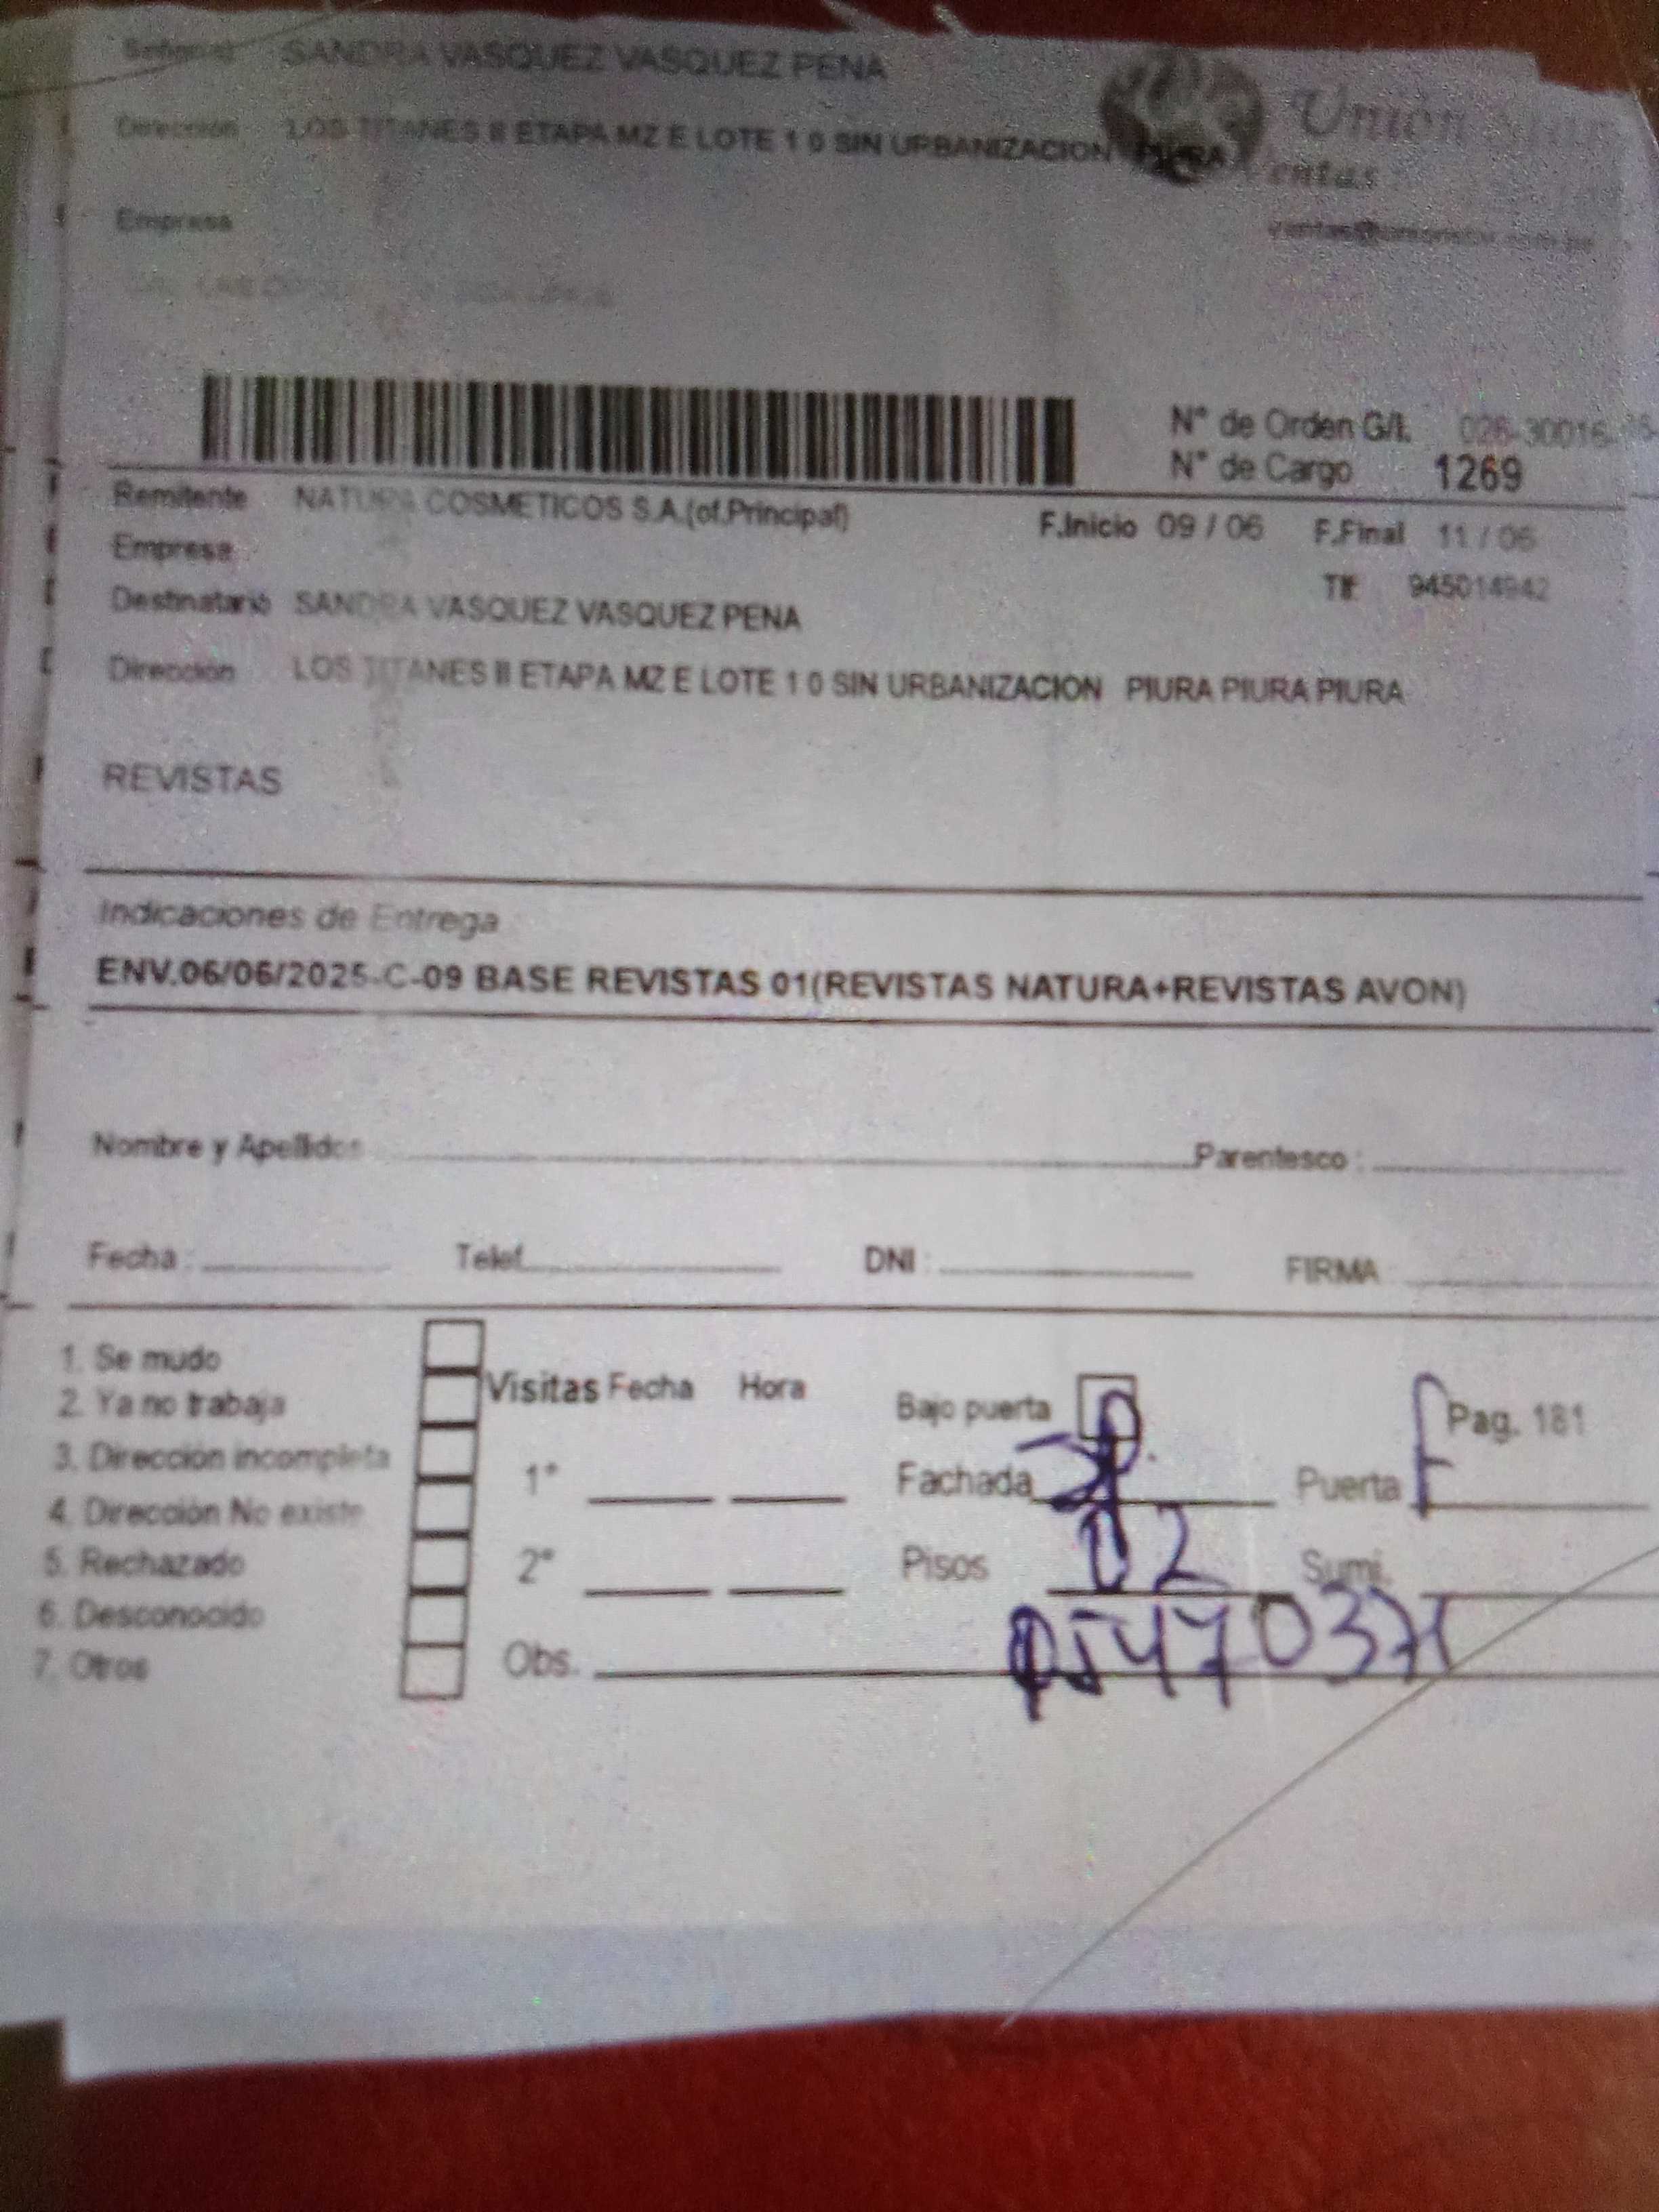 Señor(a) SANDRA VASQUEZ VASQUEZ PENA
Union Star
Ventas
Dirección LOS TITANES II ETAPA MZ E LOTE 1 0 SIN URBANIZACION PIURA
Empresa
N° de Orden G/I. 026-30016-
N° de Cargo 1269
Remitente NATURA COSMETICOS S.A.(of.Principal) F.Inicio 09 / 06 F.Final 11 / 06
Empresa :
Tlf: 945014942
Destinatario SANDRA VASQUEZ VASQUEZ PENA
Dirección LOS TITANES II ETAPA MZ E LOTE 1 0 SIN URBANIZACION PIURA PIURA PIURA
REVISTAS
Indicaciones de Entrega
ENV.06/06/2025-C-09 BASE REVISTAS 01(REVISTAS NATURA+REVISTAS AVON)
Nombre y Apellidos Parentesco :
Fecha : Telef. DNI : FIRMA
1. Se mudo
2. Ya no trabaja
3. Dirección incompleta
4. Dirección No existe
5. Rechazado
6. Desconocido
7. Otros
Visitas Fecha Hora
1°
2°
Obs.
Bajo puerta
Pag. 181
Fachada Puerta F
Pisos 02 Sumi.